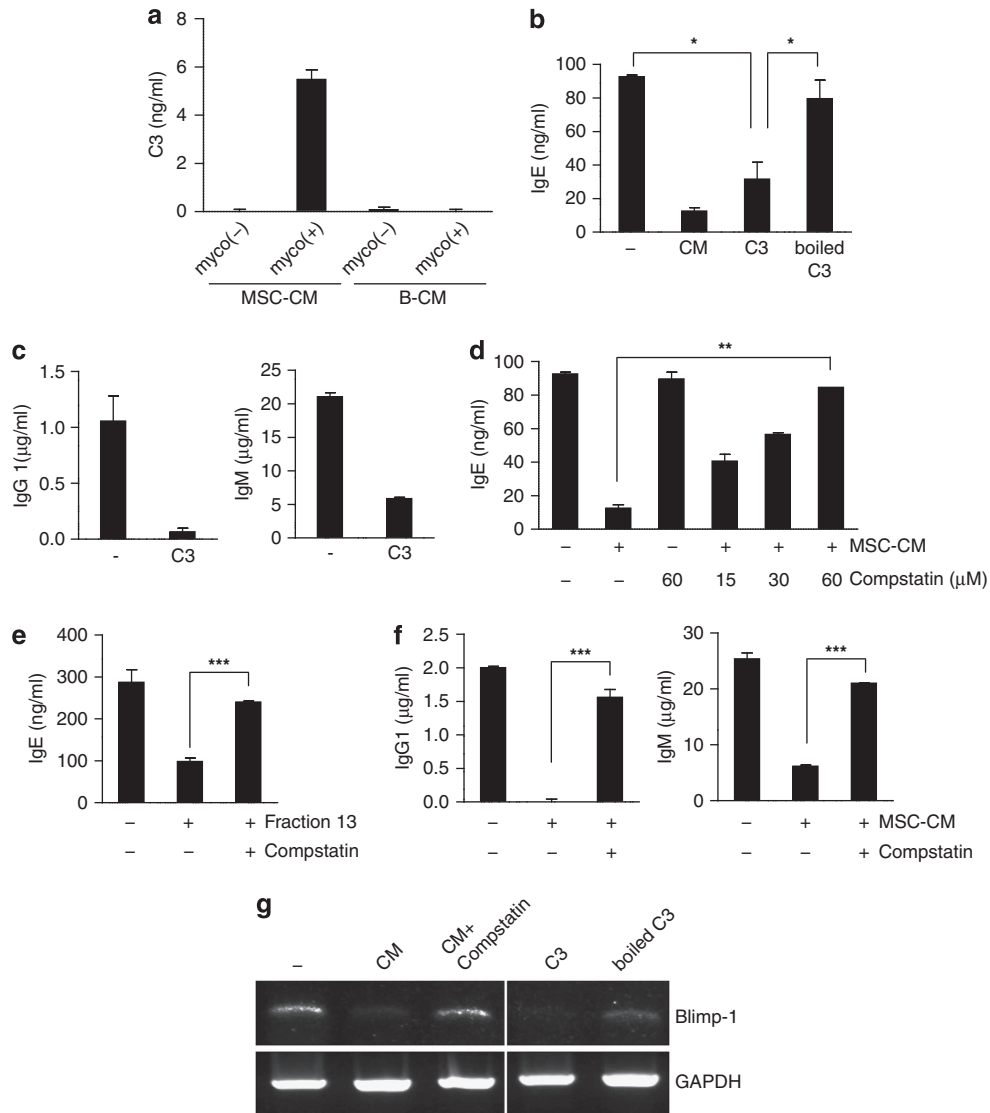 a
C3 (ng/ml)
8
6
4
2
0
myco(−) myco(+) myco(−) myco(+)
MSC-CM B-CM
b
* *
IgE (ng/ml)
100
80
60
40
20
0
– CM C3 boiled C3
c
IgG 1(µg/ml)
1.5
1.0
0.5
0.0
- C3
IgM (µg/ml)
25
20
15
10
5
0
- C3
d
**
IgE (ng/ml)
100
80
60
40
20
0
– + – + + + MSC-CM
– – 60 15 30 60 Compstatin (µM)
e
***
IgE (ng/ml)
400
300
200
100
0
– + + Fraction 13
– – + Compstatin
f
***
IgG1 (µg/ml)
2.5
2.0
1.5
1.0
0.5
0.0
– + +
– – +
***
IgM (µg/ml)
30
20
10
0
– + + MSC-CM
– – + Compstatin
g
– CM CM+ Compstatin C3 boiled C3
Blimp-1
GAPDH